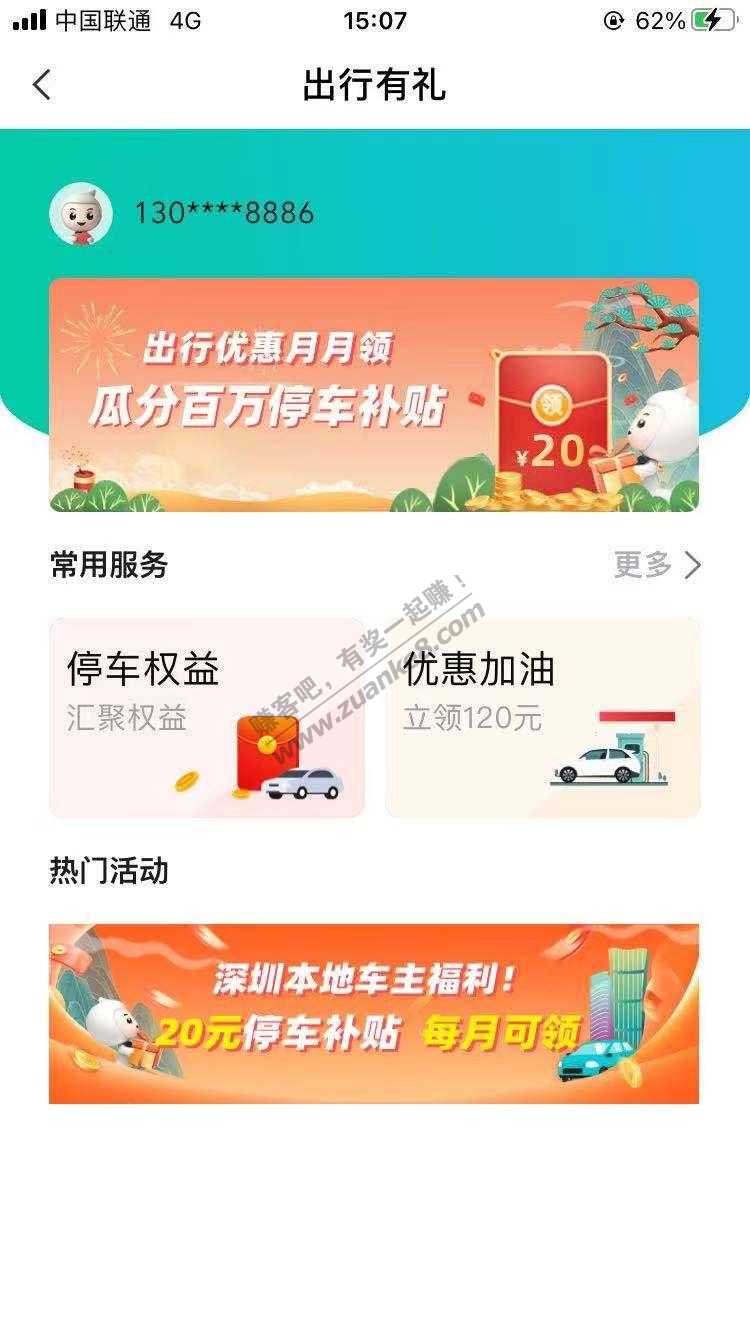 中国联通 4G 15:07 62%
出行有礼
130****8886
出行优惠月月领
瓜分百万停车补贴
领
¥20
常用服务 更多
停车权益 优惠加油
汇聚权益 立领120元
赚客吧，有奖一起赚！
www.zuanke8.com
热门活动
深圳本地车主福利！
20元停车补贴 每月可领